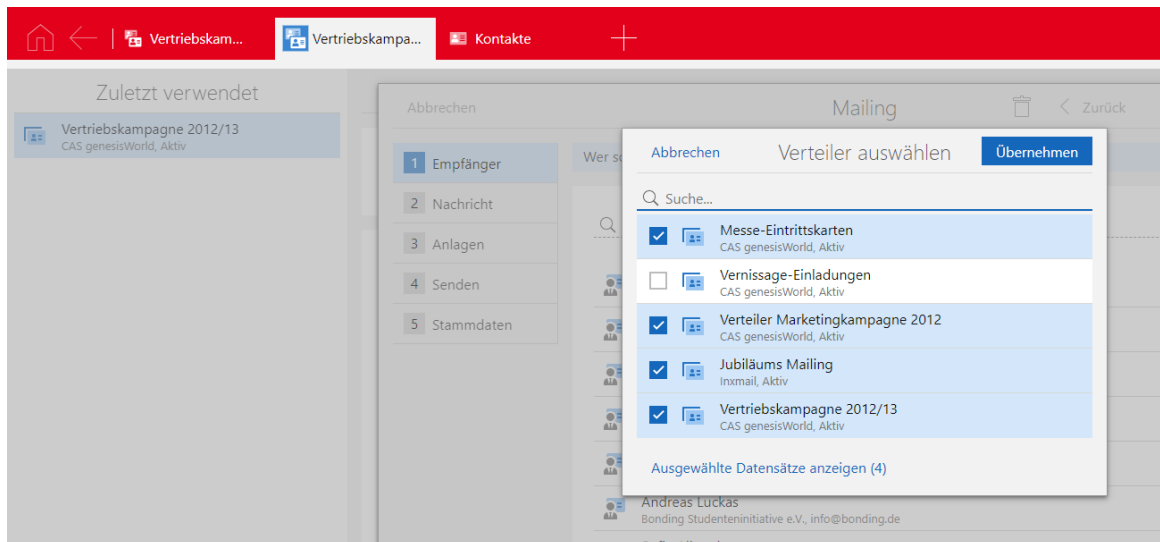 Vertriebskam...
Vertriebskampa...
Kontakte
Zuletzt verwendet
Vertriebskampagne 2012/13
CAS genesisWorld, Aktiv
Abbrechen
Mailing
Zurück
1 Empfänger
2 Nachricht
3 Anlagen
4 Senden
5 Stammdaten
Wer
Abbrechen
Verteiler auswählen
Übernehmen
Suche...
Messe-Eintrittskarten
CAS genesisWorld, Aktiv
Vernissage-Einladungen
CAS genesisWorld, Aktiv
Verteiler Marketingkampagne 2012
CAS genesisWorld, Aktiv
Jubiläums Mailing
Inxmail, Aktiv
Vertriebskampagne 2012/13
CAS genesisWorld, Aktiv
Ausgewählte Datensätze anzeigen (4)
Andreas Luckas
Bonding Studenteninitiative e.V., info@bonding.de